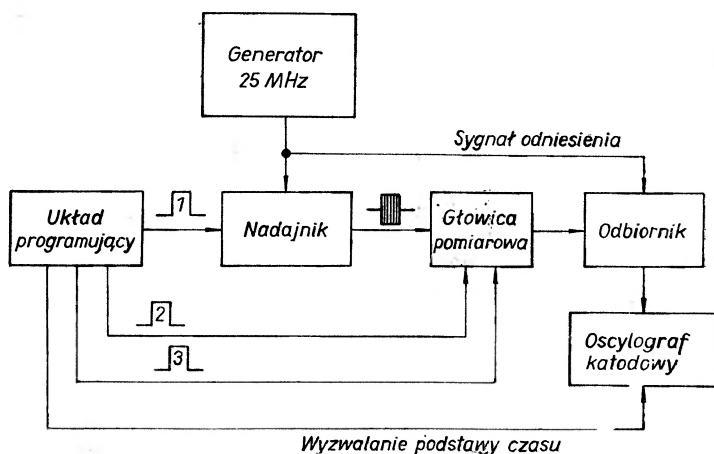 Generator
25 MHz
Sygnał odniesienia
1
Układ
programujący
Nadajnik
Głowica
pomiarowa
Odbiornik
2
3
Oscylograf
katodowy
Wyzwalanie podstawy czasu